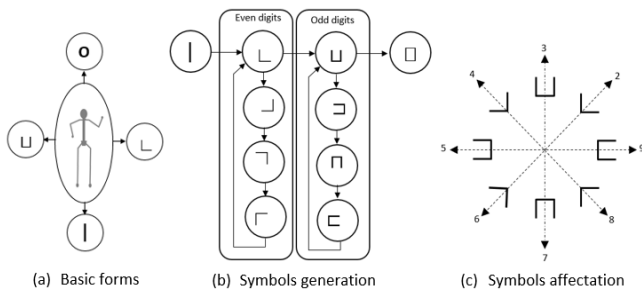 Even digits
Odd digits
o
3
4
2
5
9
6
8
7
(a) Basic forms
(b) Symbols generation
(c) Symbols affectation